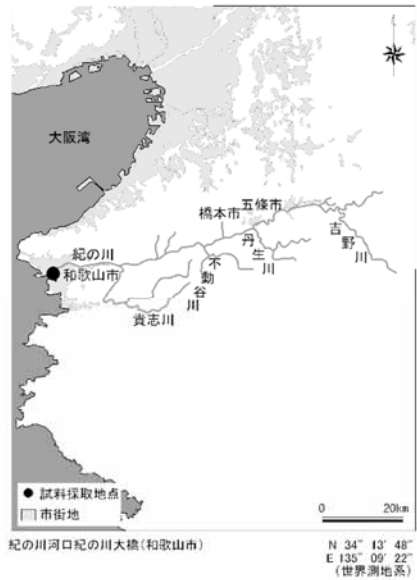 大阪湾
五條市
橋本市
吉野川
丹生川
紀の川
不動谷川
和歌山市
貴志川
試料採取地点
市街地
0 20km
紀の川河口紀の川大橋(和歌山市)
N 34° 13' 48"
E 135° 09' 22"
(世界測地系)